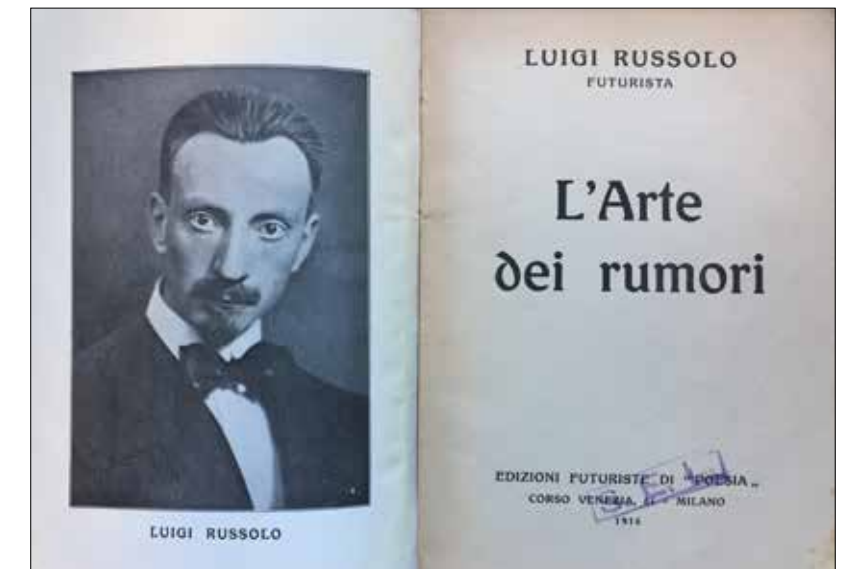 LUIGI RUSSOLO
LUIGI RUSSOLO
FUTURISTA
L'Arte
dei rumori
EDIZIONI FUTURISTE DI "POESIA„
CORSO VENEZIA, - MILANO
1916